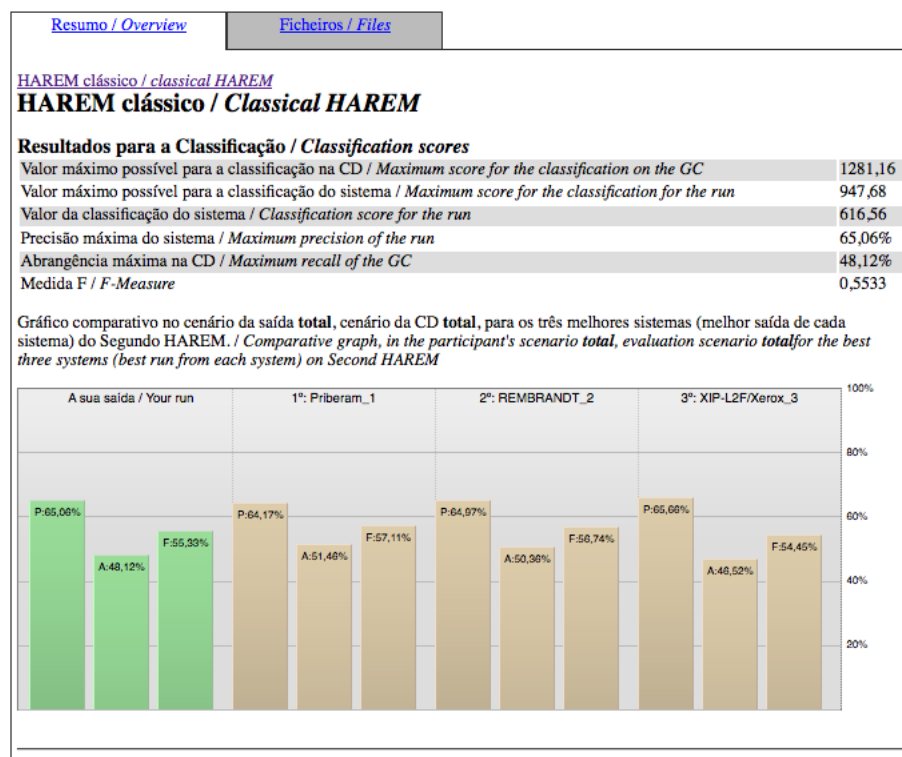 Resumo / Overview
Ficheiros / Files
HAREM clássico / classical HAREM
HAREM clássico / Classical HAREM
Resultados para a Classificação / Classification scores
Valor máximo possível para a classificação na CD / Maximum score for the classification on the GC 1281,16
Valor máximo possível para a classificação do sistema / Maximum score for the classification for the run 947,68
Valor da classificação do sistema / Classification score for the run 616,56
Precisão máxima do sistema / Maximum precision of the run 65,06%
Abrangência máxima na CD / Maximum recall of the GC 48,12%
Medida F / F-Measure 0,5533
Gráfico comparativo no cenário da saída total, cenário da CD total, para os três melhores sistemas (melhor saída de cada
sistema) do Segundo HAREM. / Comparative graph, in the participant's scenario total, evaluation scenario totalfor the best
three systems (best run from each system) on Second HAREM
A sua saída / Your run
1º: Priberam_1
2º: REMBRANDT_2
3º: XIP-L2F/Xerox_3
100%
80%
60%
40%
20%
P:65,06%
A:48,12%
F:55,33%
P:64,17%
A:51,46%
F:57,11%
P:64,97%
A:50,36%
F:56,74%
P:65,66%
A:46,52%
F:54,45%